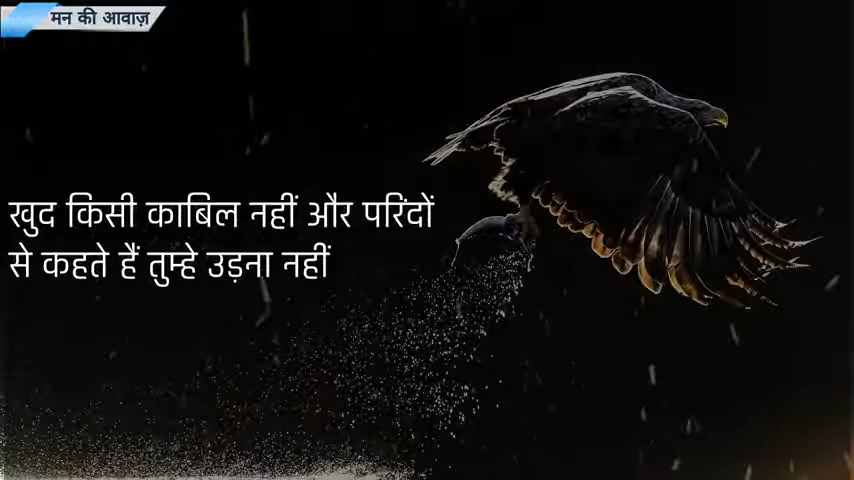 मन की आवाज़
खुद किसी काबिल नहीं और परिंदों
से कहते हैं तुम्हे उड़ना नहीं